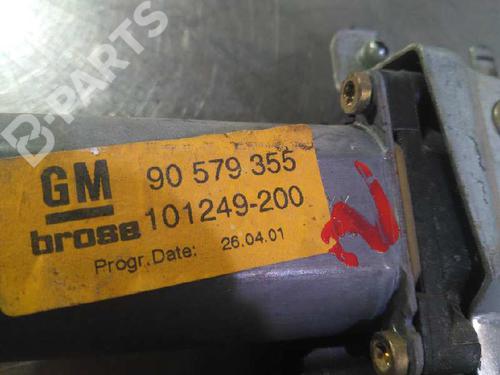 B-PARTS
GM 90 579 355
brose 101249-200
Progr.Date: 26.04.01